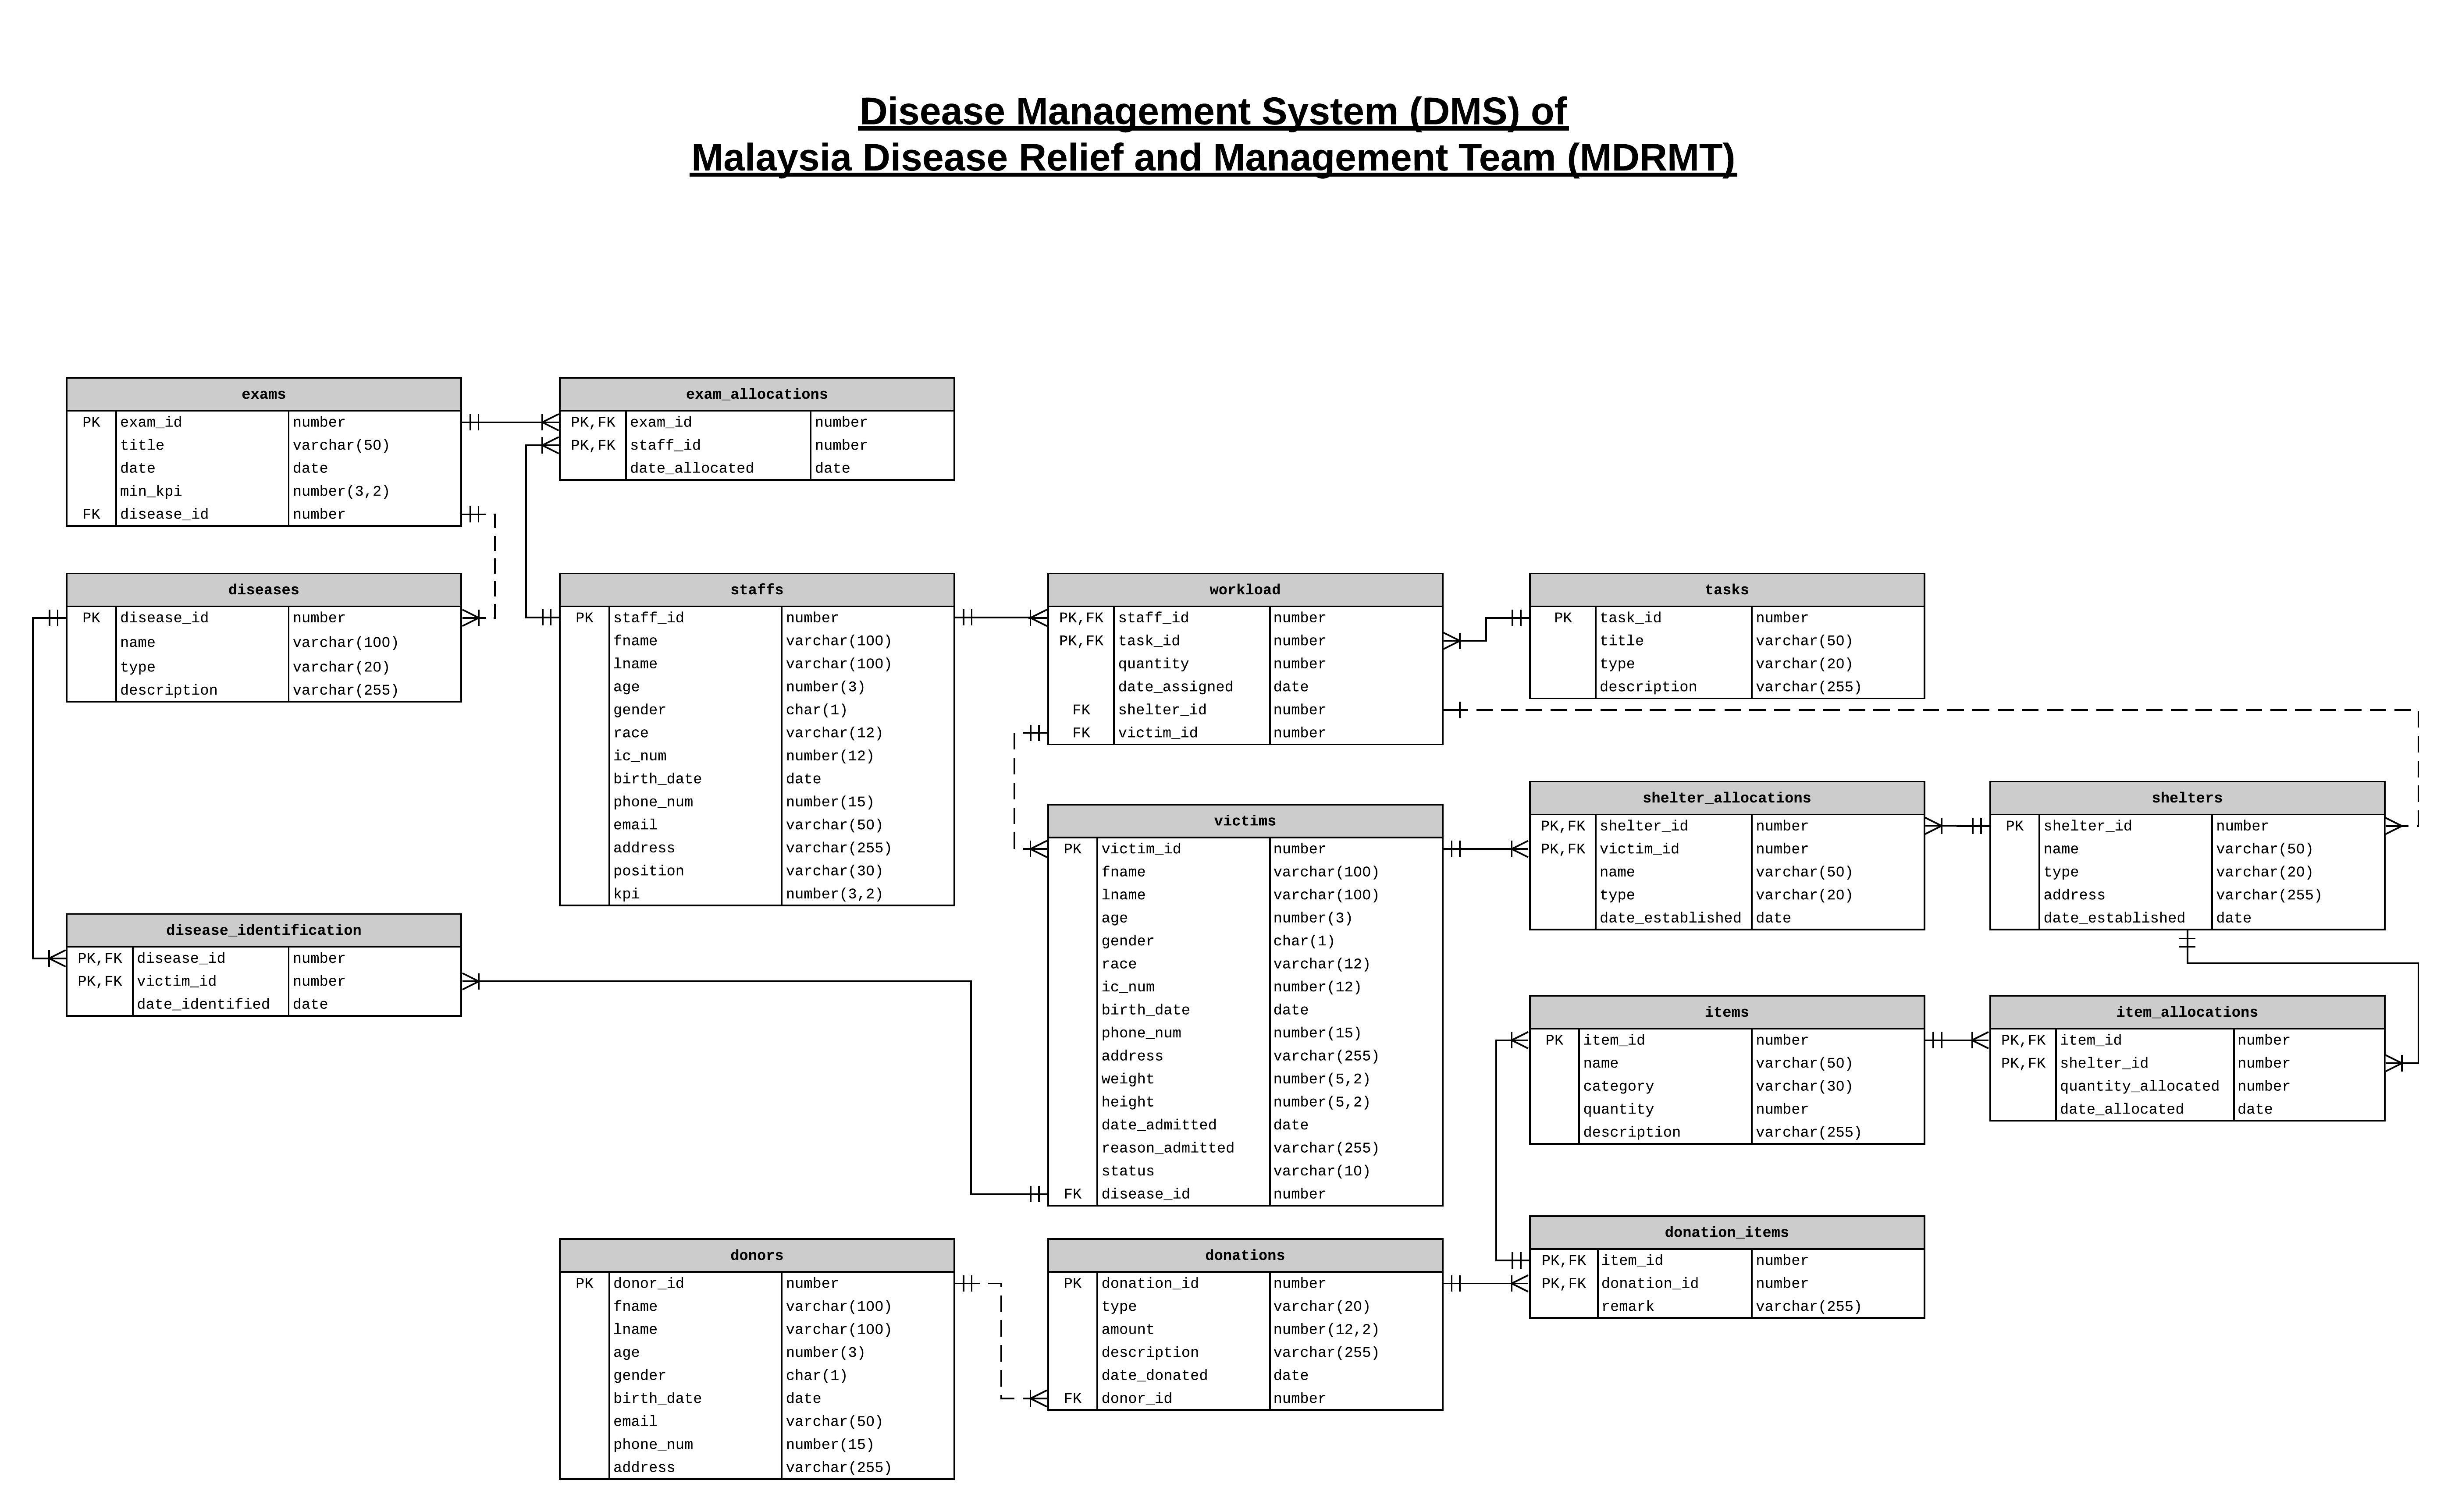 Disease Management System (DMS) of
Malaysia Disease Relief and Management Team (MDRMT)
exams
PK exam_id number
title varchar(50)
date date
min_kpi number(3,2)
FK disease_id number
exam_allocations
PK,FK exam_id number
PK,FK staff_id number
date_allocated date
diseases
PK disease_id number
name varchar(100)
type varchar(20)
description varchar(255)
staffs
PK staff_id number
fname varchar(100)
lname varchar(100)
age number(3)
gender char(1)
race varchar(12)
ic_num number(12)
birth_date date
phone_num number(15)
email varchar(50)
address varchar(255)
position varchar(30)
kpi number(3,2)
workload
PK,FK staff_id number
PK,FK task_id number
quantity number
date_assigned date
FK shelter_id number
FK victim_id number
tasks
PK task_id number
title varchar(50)
type varchar(20)
description varchar(255)
victims
PK victim_id number
fname varchar(100)
lname varchar(100)
age number(3)
gender char(1)
race varchar(12)
ic_num number(12)
birth_date date
phone_num number(15)
address varchar(255)
weight number(5,2)
height number(5,2)
date_admitted date
reason_admitted varchar(255)
status varchar(10)
FK disease_id number
shelter_allocations
PK,FK shelter_id number
PK,FK victim_id number
name varchar(50)
type varchar(20)
date_established date
shelters
PK shelter_id number
name varchar(50)
type varchar(20)
address varchar(255)
date_established date
disease_identification
PK,FK disease_id number
PK,FK victim_id number
date_identified date
items
PK item_id number
name varchar(50)
category varchar(30)
quantity number
description varchar(255)
item_allocations
PK,FK item_id number
PK,FK shelter_id number
quantity_allocated number
date_allocated date
donors
PK donor_id number
fname varchar(100)
lname varchar(100)
age number(3)
gender char(1)
birth_date date
email varchar(50)
phone_num number(15)
address varchar(255)
donations
PK donation_id number
type varchar(20)
amount number(12,2)
description varchar(255)
date_donated date
FK donor_id number
donation_items
PK,FK item_id number
PK,FK donation_id number
remark varchar(255)